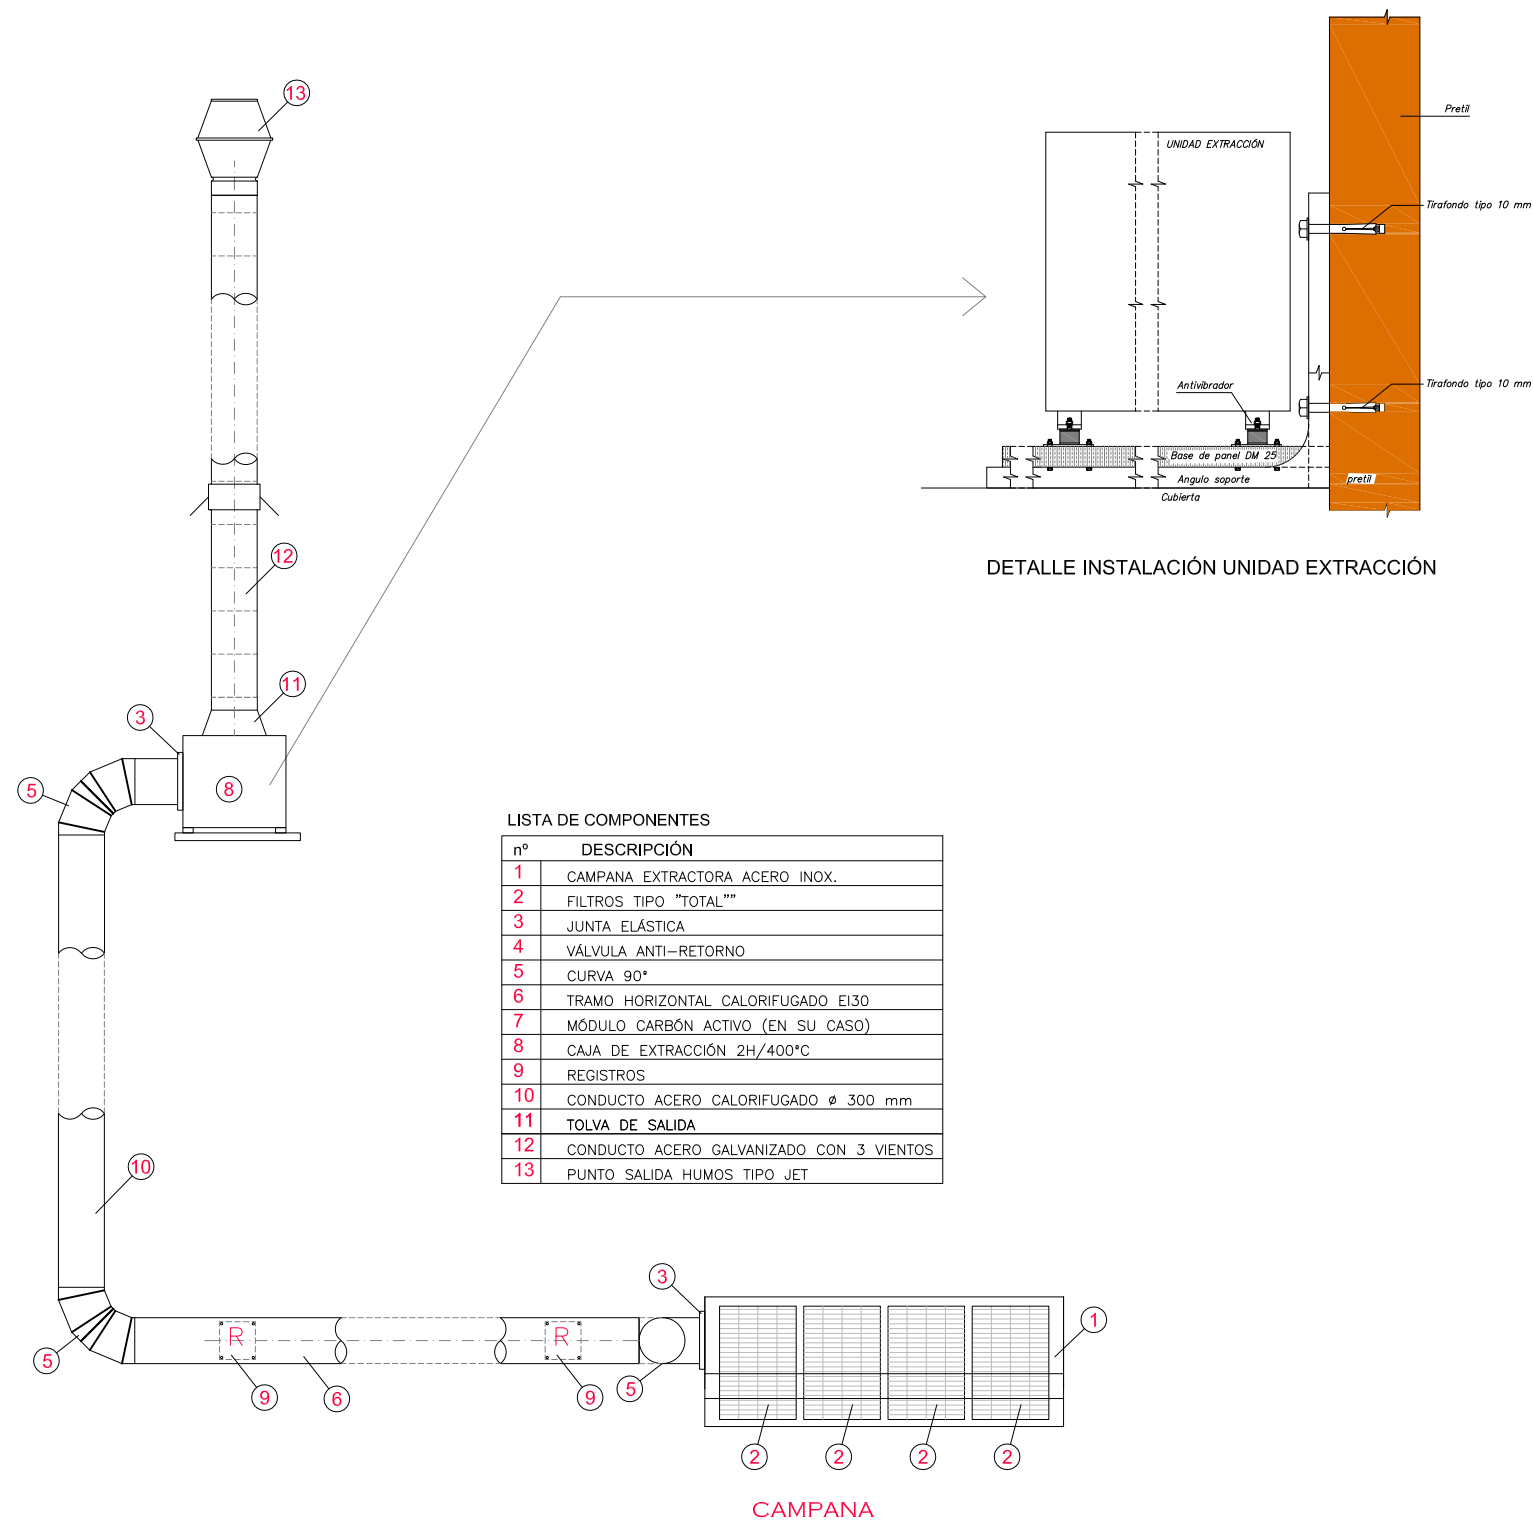 13
Pretil
UNIDAD EXTRACCIÓN
Tirafondo tipo 10 mm
Antivibrador
Tirafondo tipo 10 mm
Base de panel DM 25
Angulo soporte
pretil
Cubierta
DETALLE INSTALACIÓN UNIDAD EXTRACCIÓN
12
11
3
5
8
LISTA DE COMPONENTES
nº DESCRIPCIÓN
1 CAMPANA EXTRACTORA ACERO INOX.
2 FILTROS TIPO "TOTAL""
3 JUNTA ELÁSTICA
4 VÁLVULA ANTI-RETORNO
5 CURVA 90°
6 TRAMO HORIZONTAL CALORIFUGADO EI30
7 MÓDULO CARBÓN ACTIVO (EN SU CASO)
8 CAJA DE EXTRACCIÓN 2H/400°C
9 REGISTROS
10 CONDUCTO ACERO CALORIFUGADO ø 300 mm
11 TOLVA DE SALIDA
12 CONDUCTO ACERO GALVANIZADO CON 3 VIENTOS
13 PUNTO SALIDA HUMOS TIPO JET
10
3
1
R R
5
9 6 9 5
2 2 2 2
CAMPANA